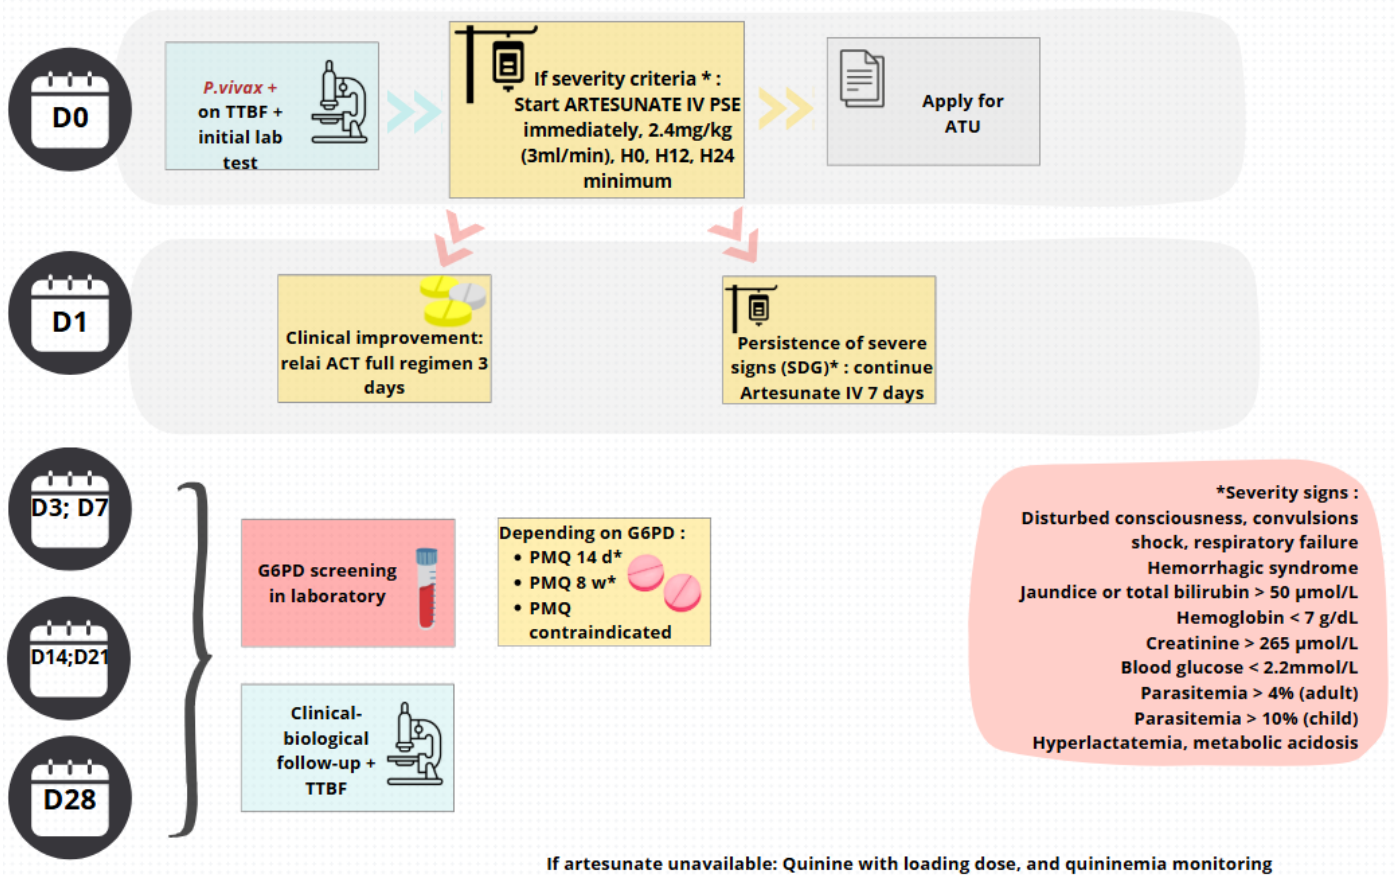 D0
P.vivax +
on TTBF +
initial lab
test
If severity criteria * :
Start ARTESUNATE IV PSE
immediately, 2.4mg/kg
(3ml/min), H0, H12, H24
minimum
Apply for
ATU
D1
Clinical improvement:
relai ACT full regimen 3
days
Persistence of severe
signs (SDG)* : continue
Artesunate IV 7 days
D3; D7
D14;D21
D28
G6PD screening
in laboratory
Depending on G6PD :
• PMQ 14 d*
• PMQ 8 w*
• PMQ
contraindicated
Clinical-
biological
follow-up +
TTBF
*Severity signs :
Disturbed consciousness, convulsions
shock, respiratory failure
Hemorrhagic syndrome
Jaundice or total bilirubin > 50 µmol/L
Hemoglobin < 7 g/dL
Creatinine > 265 µmol/L
Blood glucose < 2.2mmol/L
Parasitemia > 4% (adult)
Parasitemia > 10% (child)
Hyperlactatemia, metabolic acidosis
If artesunate unavailable: Quinine with loading dose, and quininemia monitoring